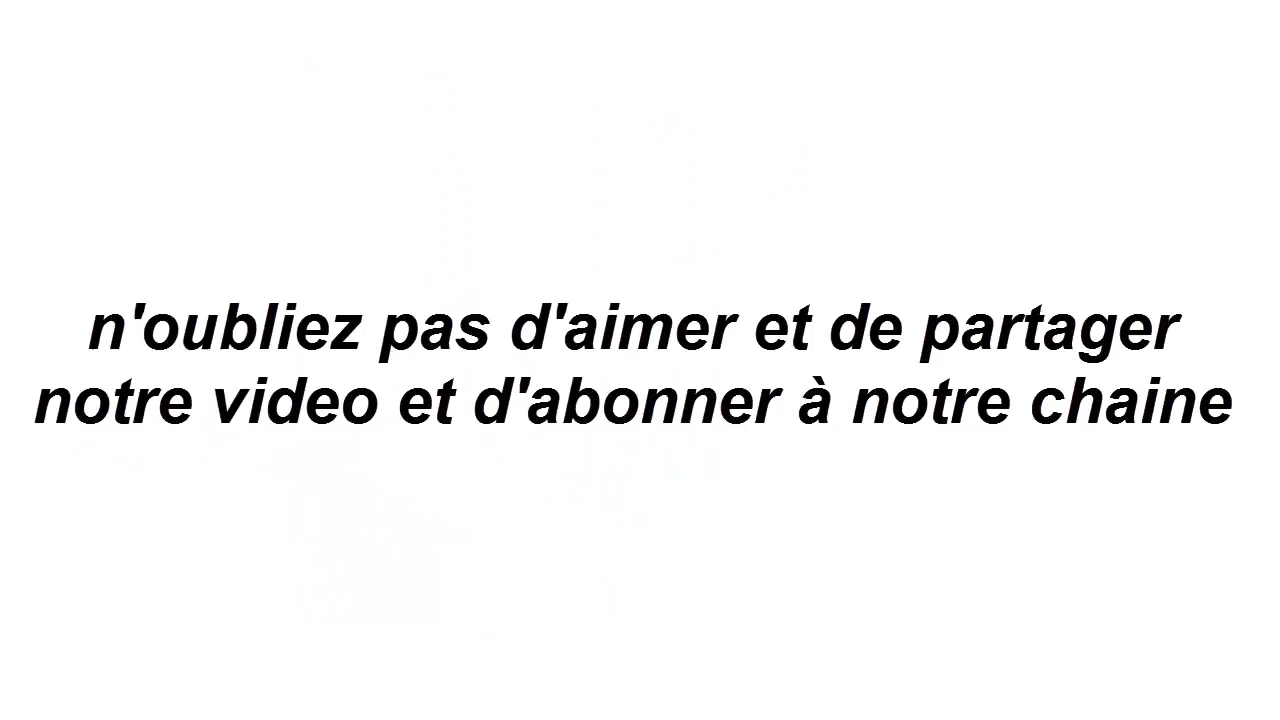 n'oubliez pas d'aimer et de partager
notre video et d'abonner à notre chaine